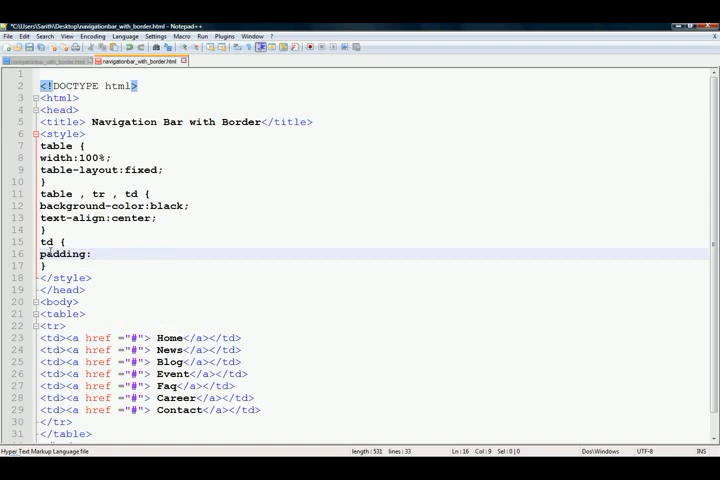 *C:\Users\Sarith\Desktop\navigationbar_with_border.html - Notepad++
File Edit Search View Encoding Language Settings Macro Run Plugins Window ?
X
navigationbar_with_border.html
1
2 <!DOCTYPE html>
3 <html>
4 <head>
5 <title> Navigation Bar with Border</title>
6 <style>
7 table {
8 width:100%;
9 table-layout:fixed;
10 }
11 table , tr , td {
12 background-color:black;
13 text-align:center;
14 }
15 td {
16 padding:
17 }
18 </style>
19 </head>
20 <body>
21 <table>
22 <tr>
23 <td><a href ="#"> Home</a></td>
24 <td><a href ="#"> News</a></td>
25 <td><a href ="#"> Blog</a></td>
26 <td><a href ="#"> Event</a></td>
27 <td><a href ="#"> Faq</a></td>
28 <td><a href ="#"> Career</a></td>
29 <td><a href ="#"> Contact</a></td>
30 </tr>
31 </table>
Hyper Text Markup Language file length : 531 lines : 33 Ln : 16 Col : 9 Sel : 0 | 0 Dos\Windows UTF-8 INS